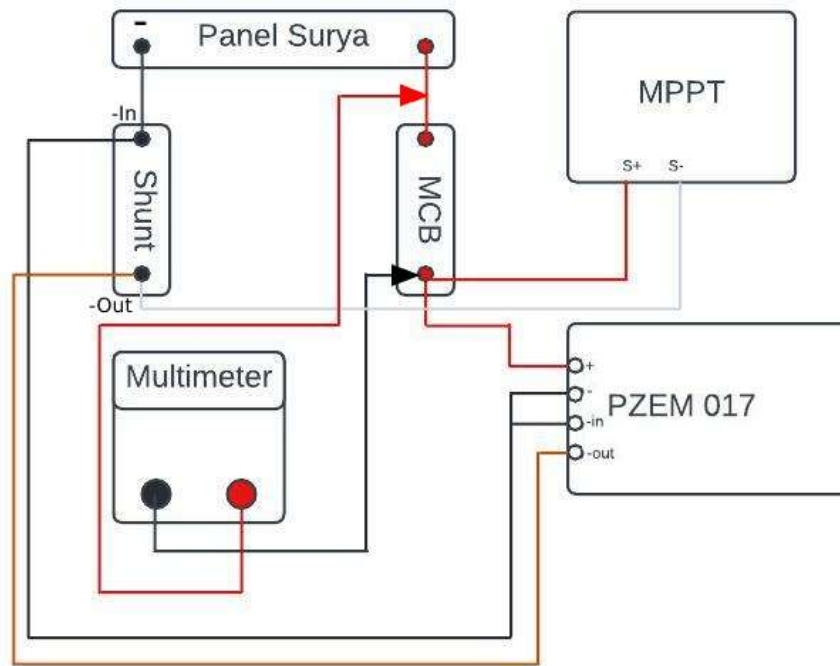 -
Panel Surya
MPPT
S+ S-
-In
Shunt
-Out
MCB
Multimeter
PZEM 017
+
-
-in
-out